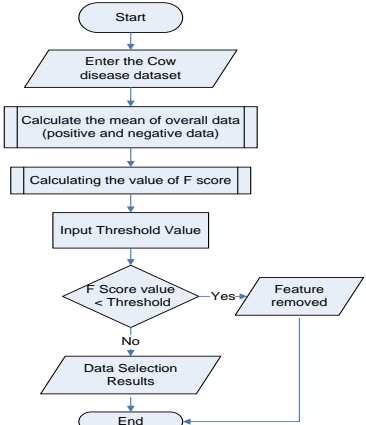 Start
Enter the Cow
disease dataset
Calculate the mean of overall data
(positive and negative data)
Calculating the value of F score
Input Threshold Value
F Score value
< Threshold
Yes
Feature
removed
No
Data Selection
Results
End